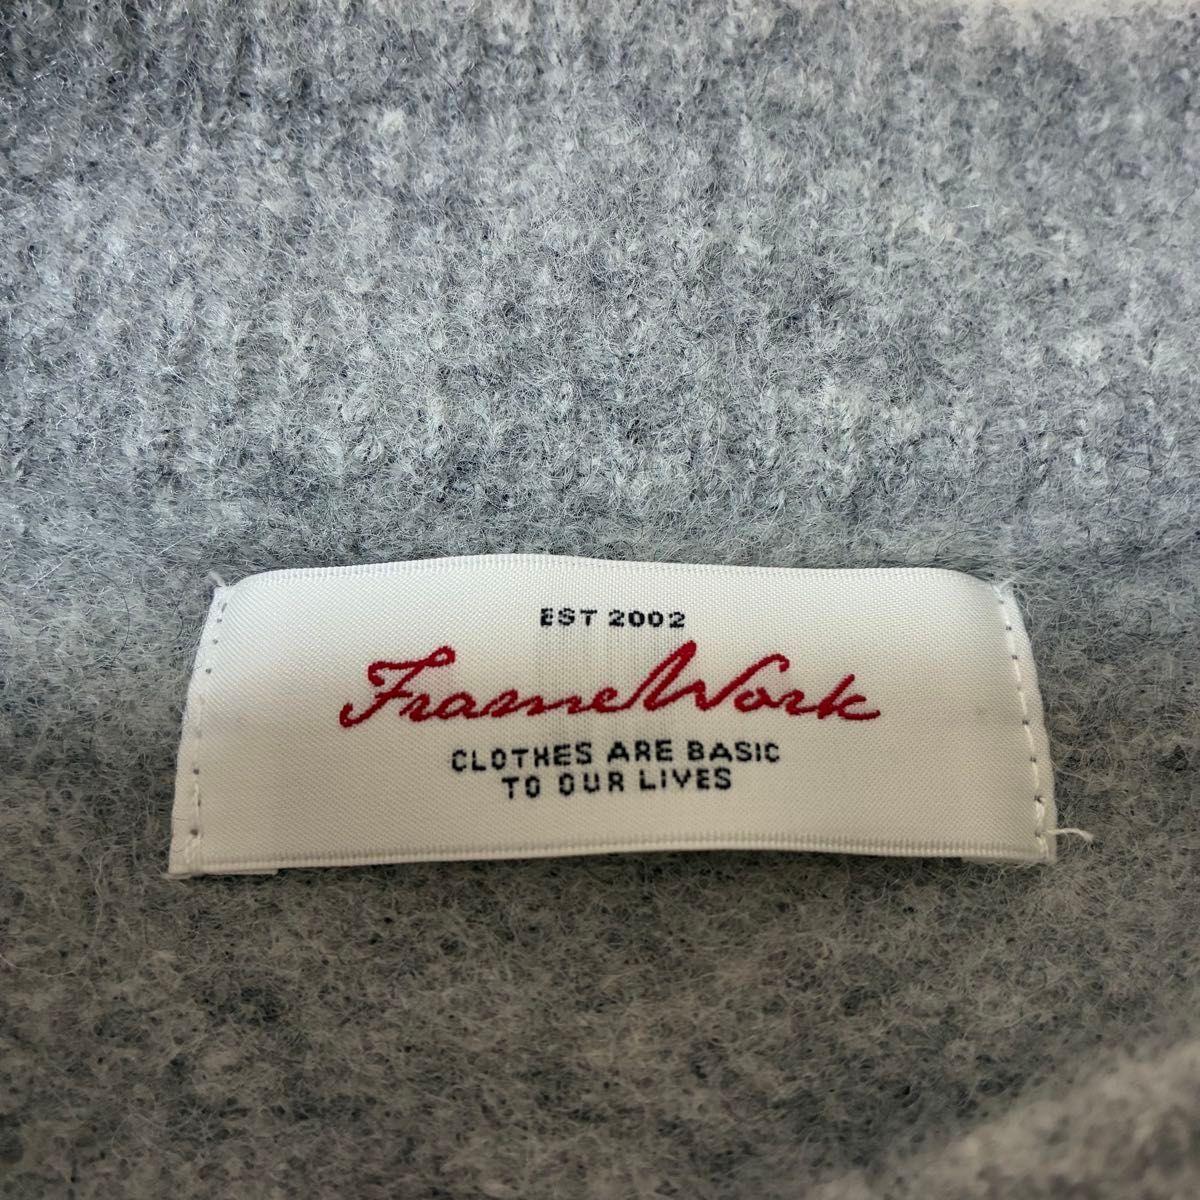 EST 2002
FrameWork
CLOTHES ARE BASIC
TO OUR LIVES